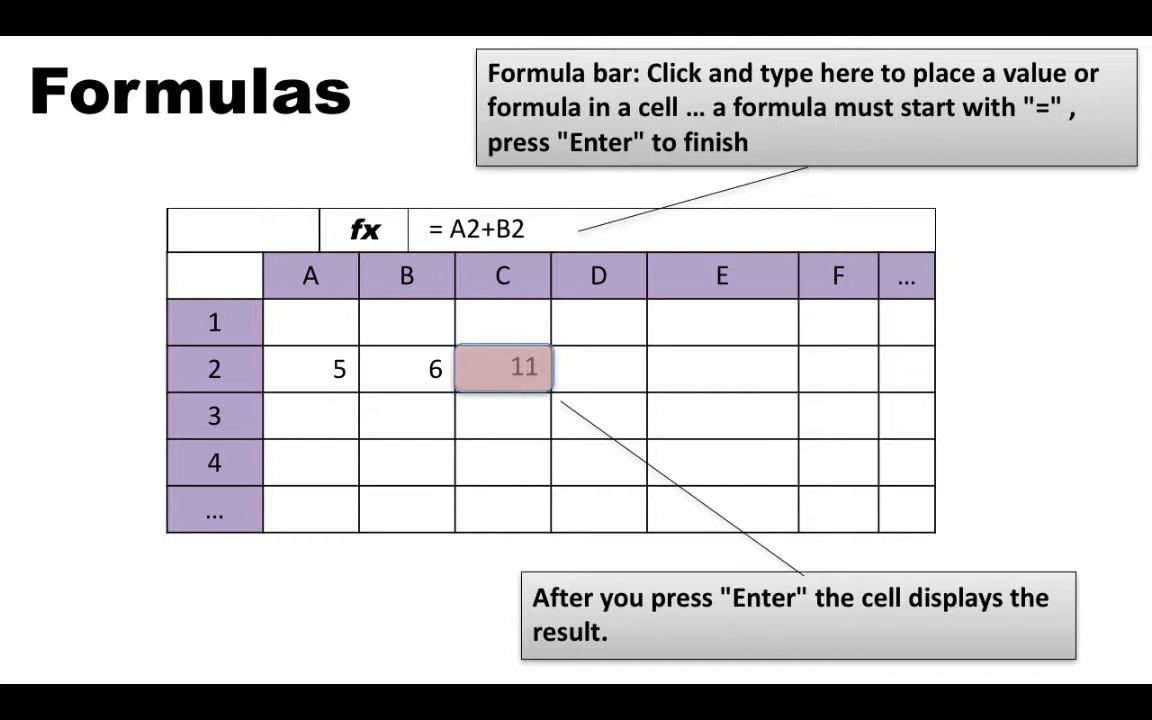 Formulas
Formula bar: Click and type here to place a value or
formula in a cell … a formula must start with "=" ,
press "Enter" to finish
fx = A2+B2
A B C D E F …
1
2 5 6 11
3
4
…
After you press "Enter" the cell displays the
result.